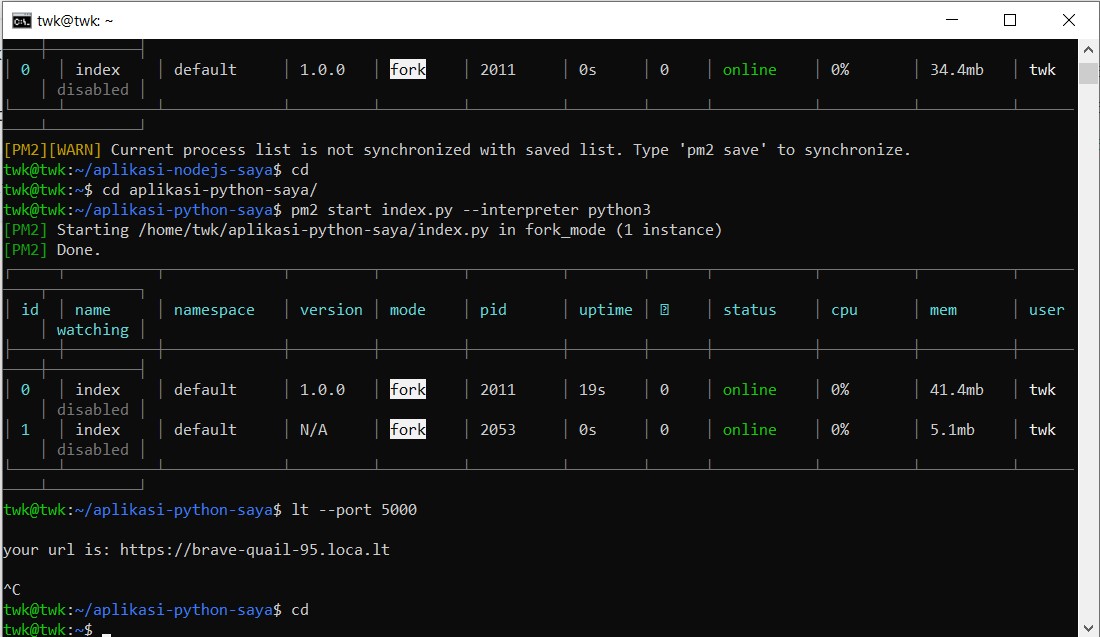 twk@twk: ~
0 index default 1.0.0 fork 2011 0s 0 online 0% 34.4mb twk
disabled
[PM2][WARN] Current process list is not synchronized with saved list. Type 'pm2 save' to synchronize.
twk@twk:~/aplikasi-nodejs-saya$ cd
twk@twk:~$ cd aplikasi-python-saya/
twk@twk:~/aplikasi-python-saya$ pm2 start index.py --interpreter python3
[PM2] Starting /home/twk/aplikasi-python-saya/index.py in fork_mode (1 instance)
[PM2] Done.
id name namespace version mode pid uptime status cpu mem user
watching
0 index default 1.0.0 fork 2011 19s 0 online 0% 41.4mb twk
disabled
1 index default N/A fork 2053 0s 0 online 0% 5.1mb twk
disabled
twk@twk:~/aplikasi-python-saya$ lt --port 5000
your url is: https://brave-quail-95.loca.lt
^C
twk@twk:~/aplikasi-python-saya$ cd
twk@twk:~$